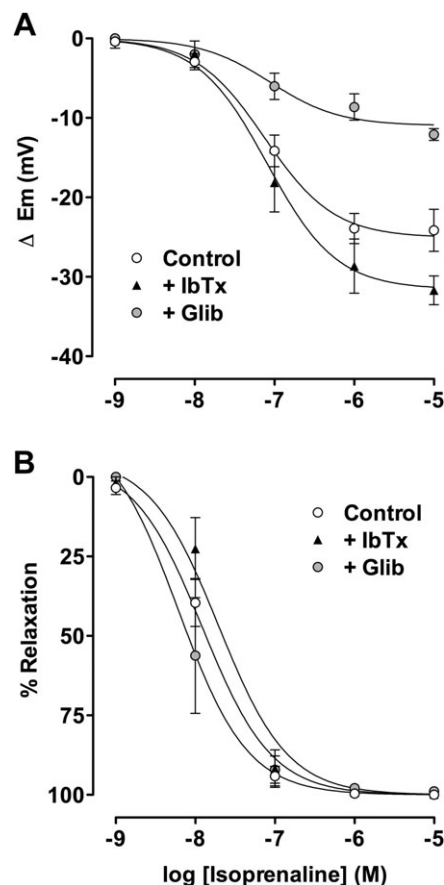 A
0
-10
-20
-30
-40
Δ Em (mV)
Control
+ IbTx
+ Glib
-9 -8 -7 -6 -5
B
0
25
50
75
100
% Relaxation
Control
+ IbTx
+ Glib
-9 -8 -7 -6 -5
log [Isoprenaline] (M)